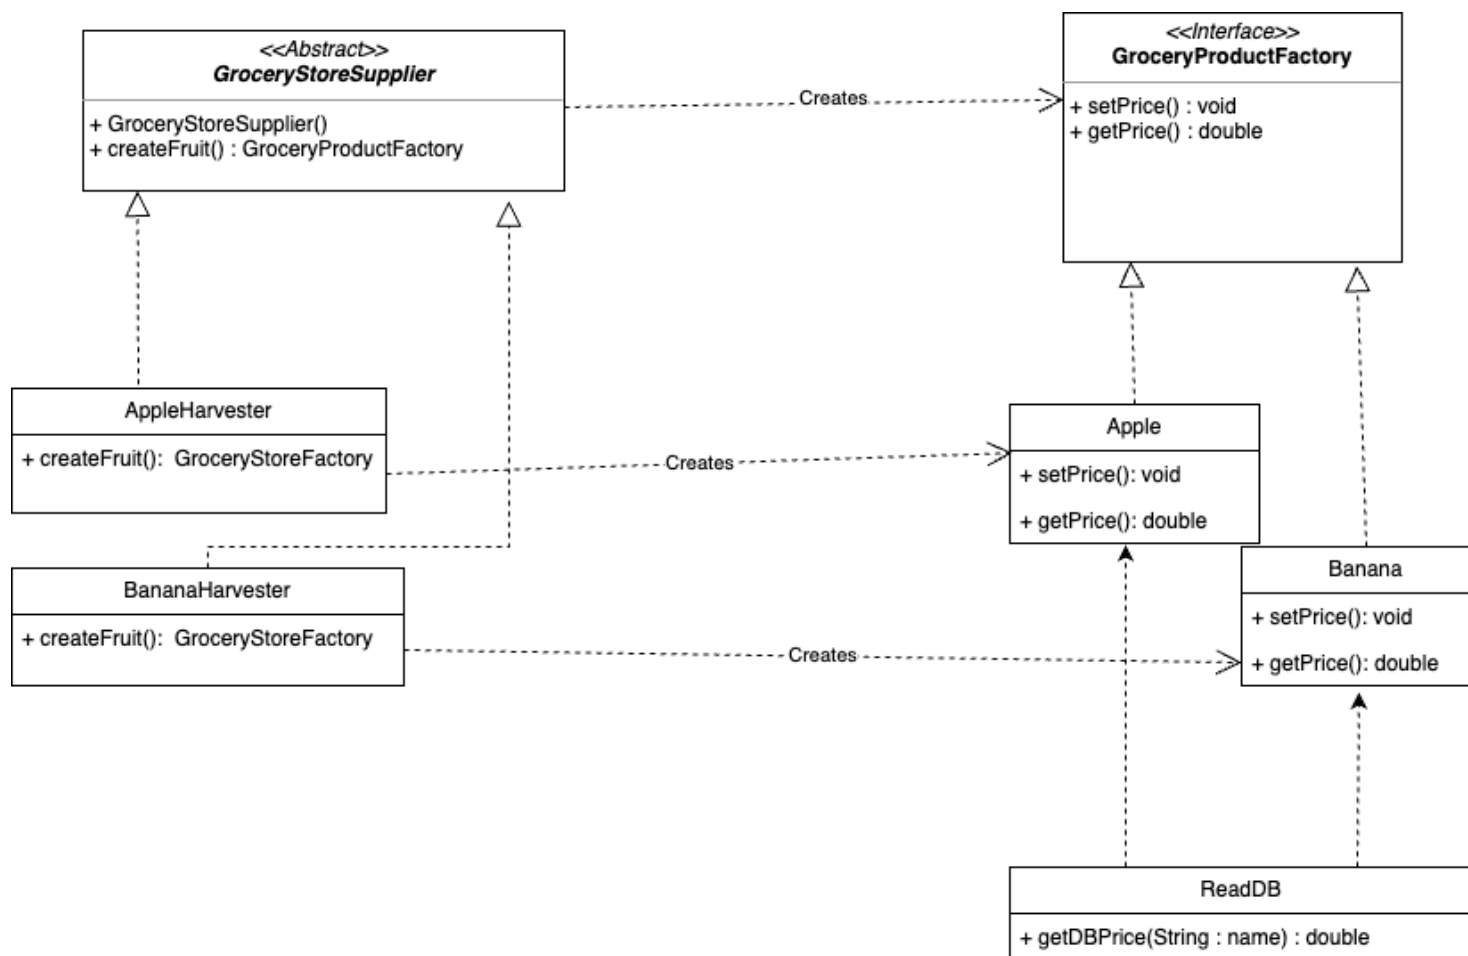 <<Abstract>>
GroceryStoreSupplier
+ GroceryStoreSupplier()
+ createFruit() : GroceryProductFactory
Creates
<<Interface>>
GroceryProductFactory
+ setPrice() : void
+ getPrice() : double
AppleHarvester
+ createFruit(): GroceryStoreFactory
Creates
Apple
+ setPrice(): void
+ getPrice(): double
BananaHarvester
+ createFruit(): GroceryStoreFactory
Creates
Banana
+ setPrice(): void
+ getPrice(): double
ReadDB
+ getDBPrice(String : name) : double